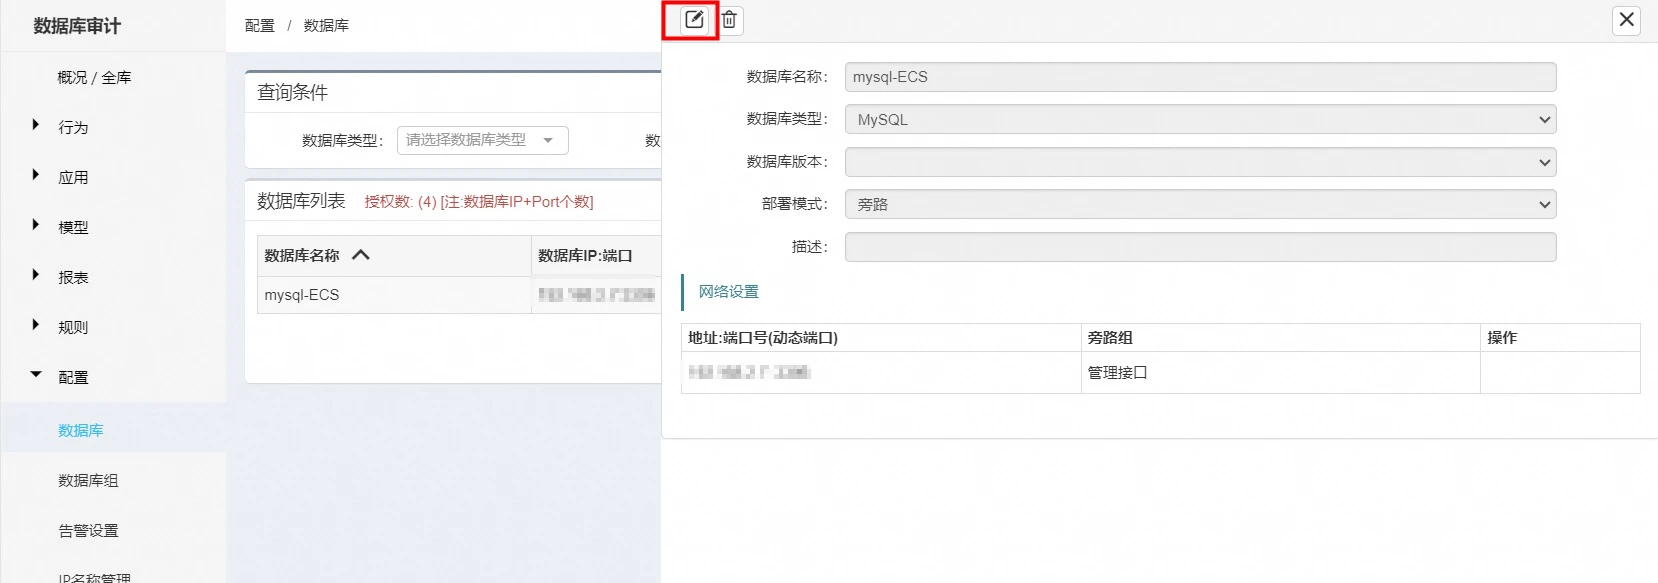 数据库审计
概况 / 全库
行为
应用
模型
报表
规则
配置
数据库
数据库组
告警设置
IP名称管理
配置 / 数据库
查询条件
数据库类型: 请选择数据库类型 数
数据库列表 授权数: (4) [注:数据库IP+Port个数]
数据库名称 数据库IP:端口
mysql-ECS
数据库名称: mysql-ECS
数据库类型: MySQL
数据库版本:
部署模式: 旁路
描述:
网络设置
地址:端口号(动态端口) 旁路组 操作
管理接口